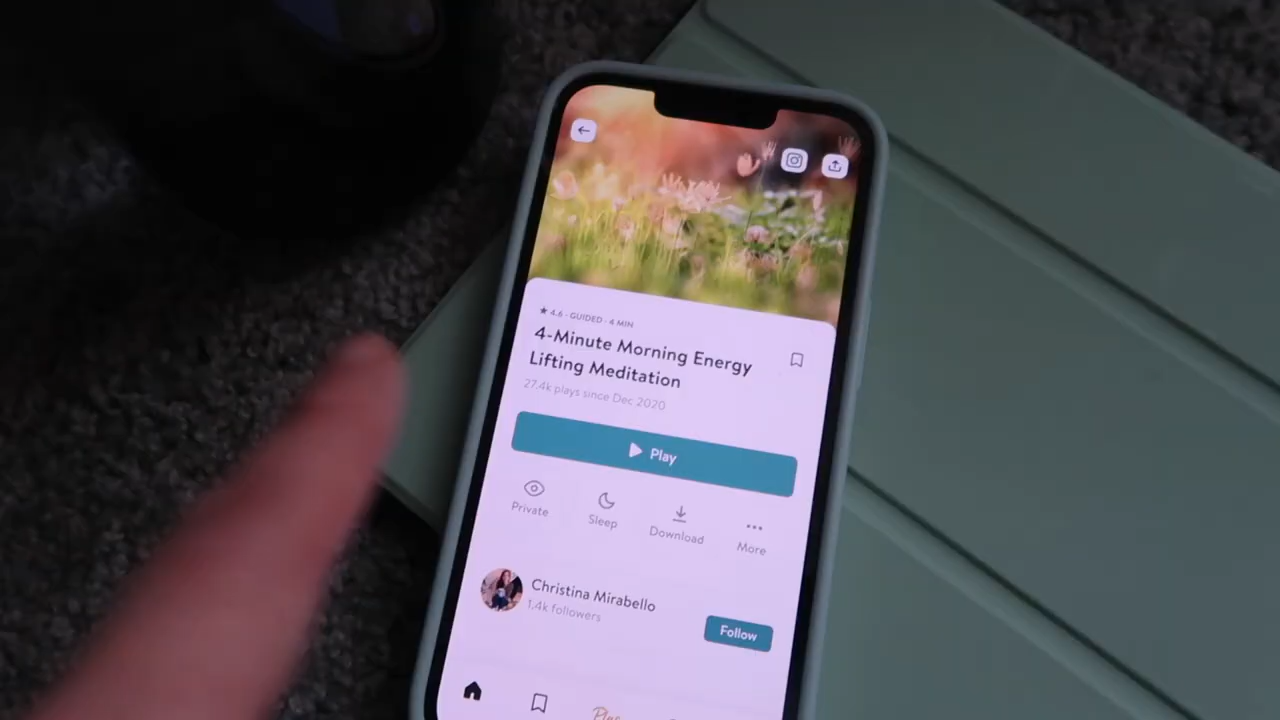 ★ 4.6 · GUIDED · 4 MIN
4-Minute Morning Energy
Lifting Meditation
27.4k plays since Dec 2020
Play
Private
Sleep
Download
More
Christina Mirabello
1.4k followers
Follow
Plus